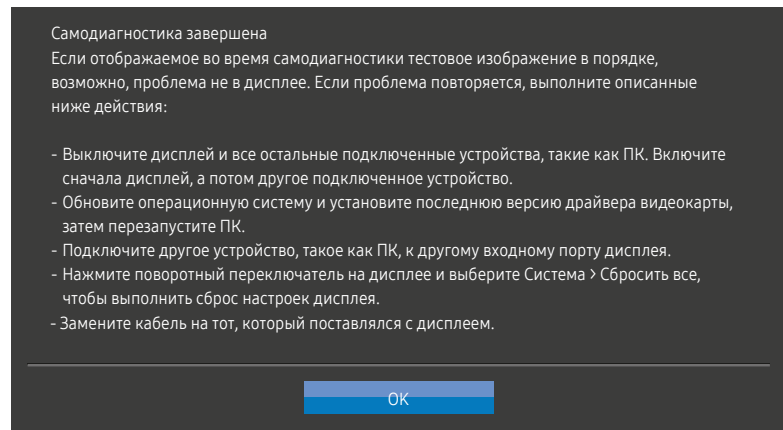 Самодиагностика завершена
Если отображаемое во время самодиагностики тестовое изображение в порядке,
возможно, проблема не в дисплее. Если проблема повторяется, выполните описанные
ниже действия:
- Выключите дисплей и все остальные подключенные устройства, такие как ПК. Включите
сначала дисплей, а потом другое подключенное устройство.
- Обновите операционную систему и установите последнюю версию драйвера видеокарты,
затем перезапустите ПК.
- Подключите другое устройство, такое как ПК, к другому входному порту дисплея.
- Нажмите поворотный переключатель на дисплее и выберите Система > Сбросить все,
чтобы выполнить сброс настроек дисплея.
- Замените кабель на тот, который поставлялся с дисплеем.
OK